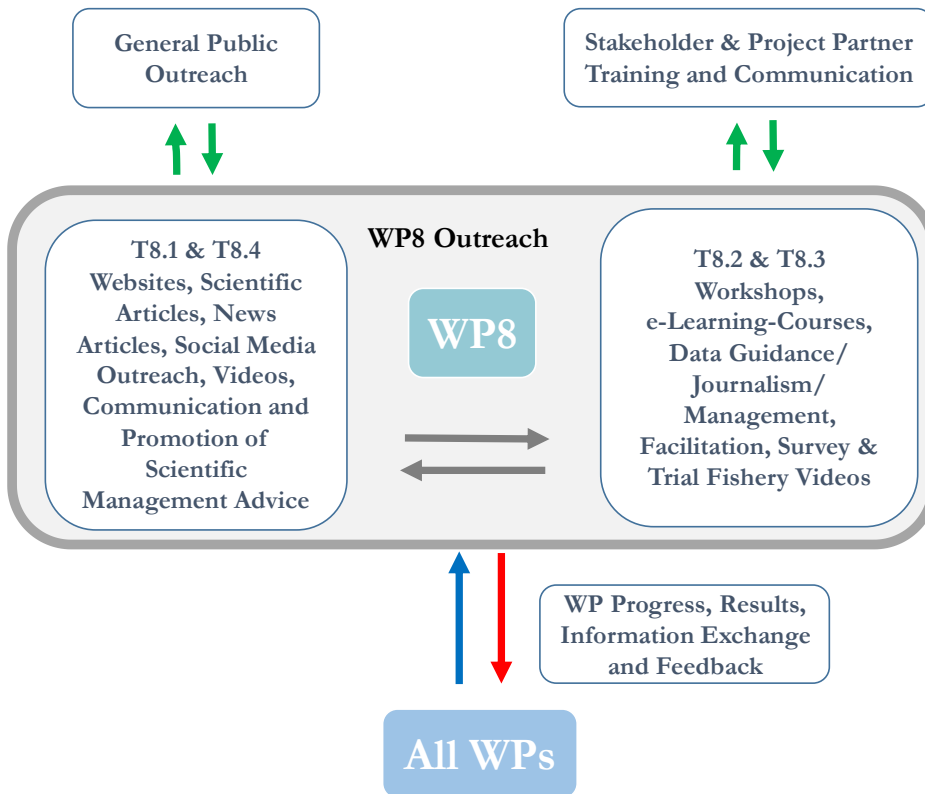 General Public
Outreach
Stakeholder & Project Partner
Training and Communication
WP8 Outreach
T8.1 & T8.4
Websites, Scientific
Articles, News
Articles, Social Media
Outreach, Videos,
Communication and
Promotion of
Scientific
Management Advice
WP8
T8.2 & T8.3
Workshops,
e-Learning-Courses,
Data Guidance/
Journalism/
Management,
Facilitation, Survey &
Trial Fishery Videos
WP Progress, Results,
Information Exchange
and Feedback
All WPs